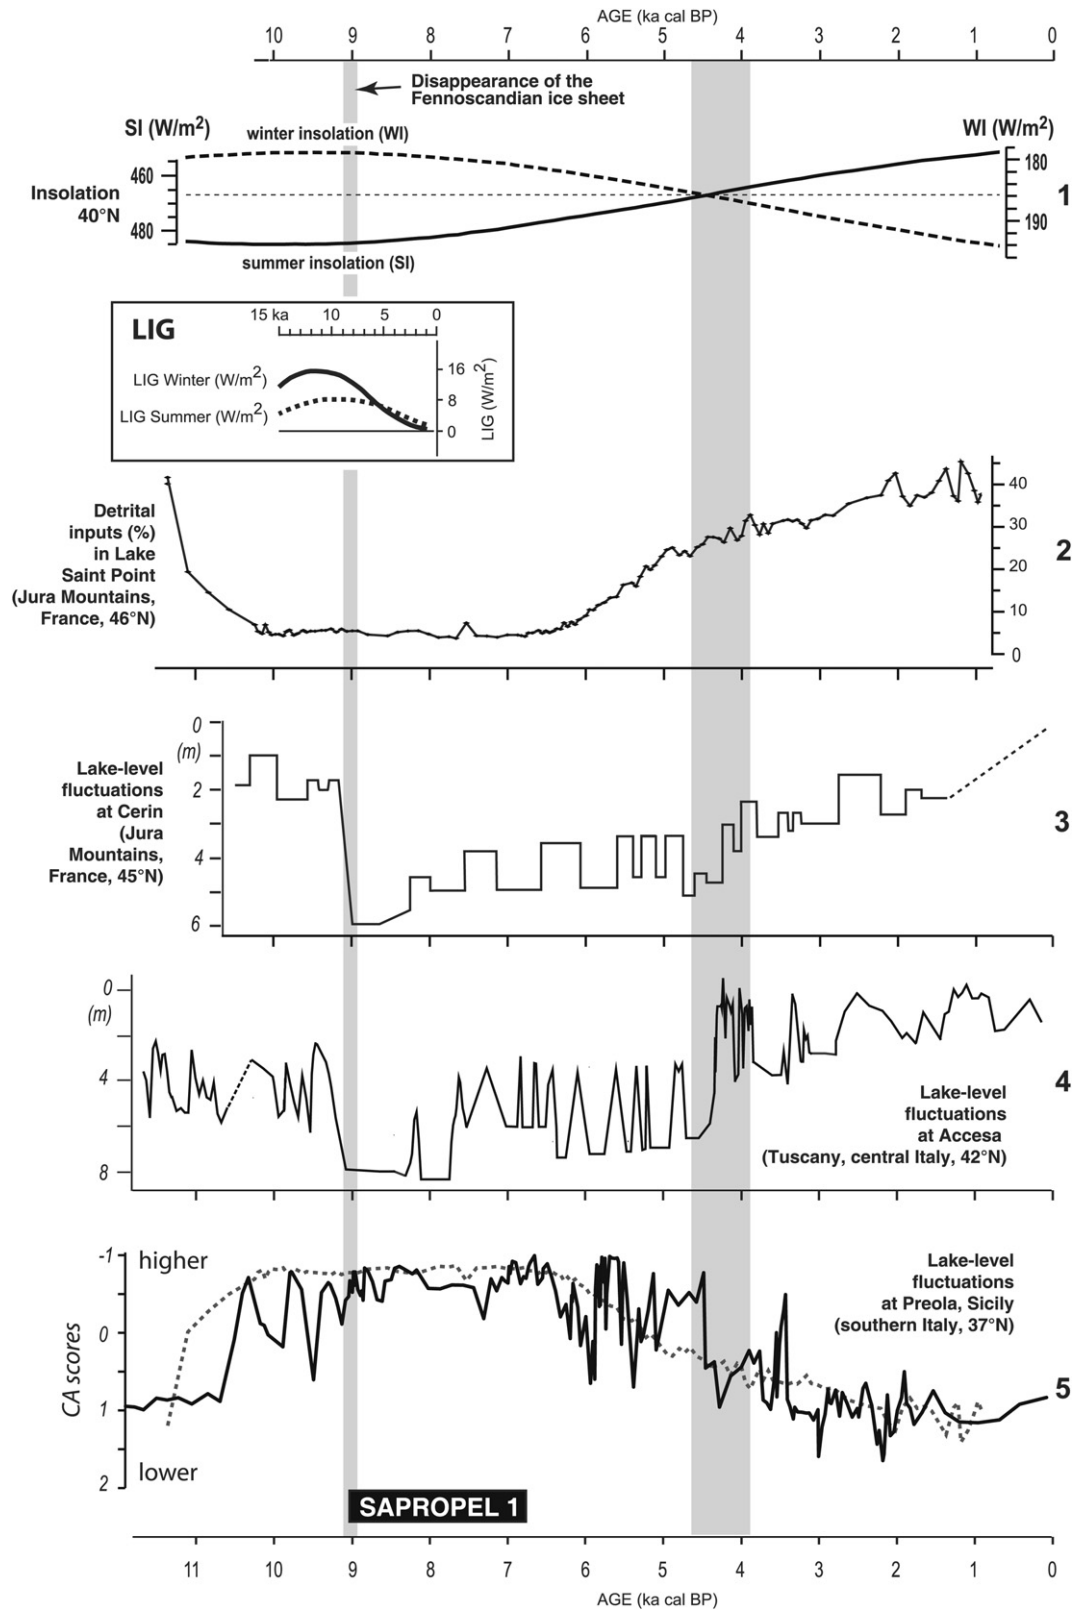 AGE (ka cal BP)
10 9 8 7 6 5 4 3 2 1 0
Disappearance of the
Fennoscandian ice sheet
SI (W/m2)
winter insolation (WI)
WI (W/m2)
460
480
Insolation
40°N
180
190
1
summer insolation (SI)
LIG
15 ka 10 5 0
LIG Winter (W/m2)
LIG Summer (W/m2)
16
8
0
LIG (W/m2)
Detrital
inputs (%)
in Lake
Saint Point
(Jura Mountains,
France, 46°N)
40
30
20
10
0
2
0
(m)
2
4
6
Lake-level
fluctuations
at Cerin
(Jura
Mountains,
France, 45°N)
3
0
(m)
4
8
Lake-level
fluctuations
at Accesa
(Tuscany, central Italy, 42°N)
4
-1
0
1
2
CA scores
higher
lower
Lake-level
fluctuations
at Preola, Sicily
(southern Italy, 37°N)
5
SAPROPEL 1
11 10 9 8 7 6 5 4 3 2 1 0
AGE (ka cal BP)